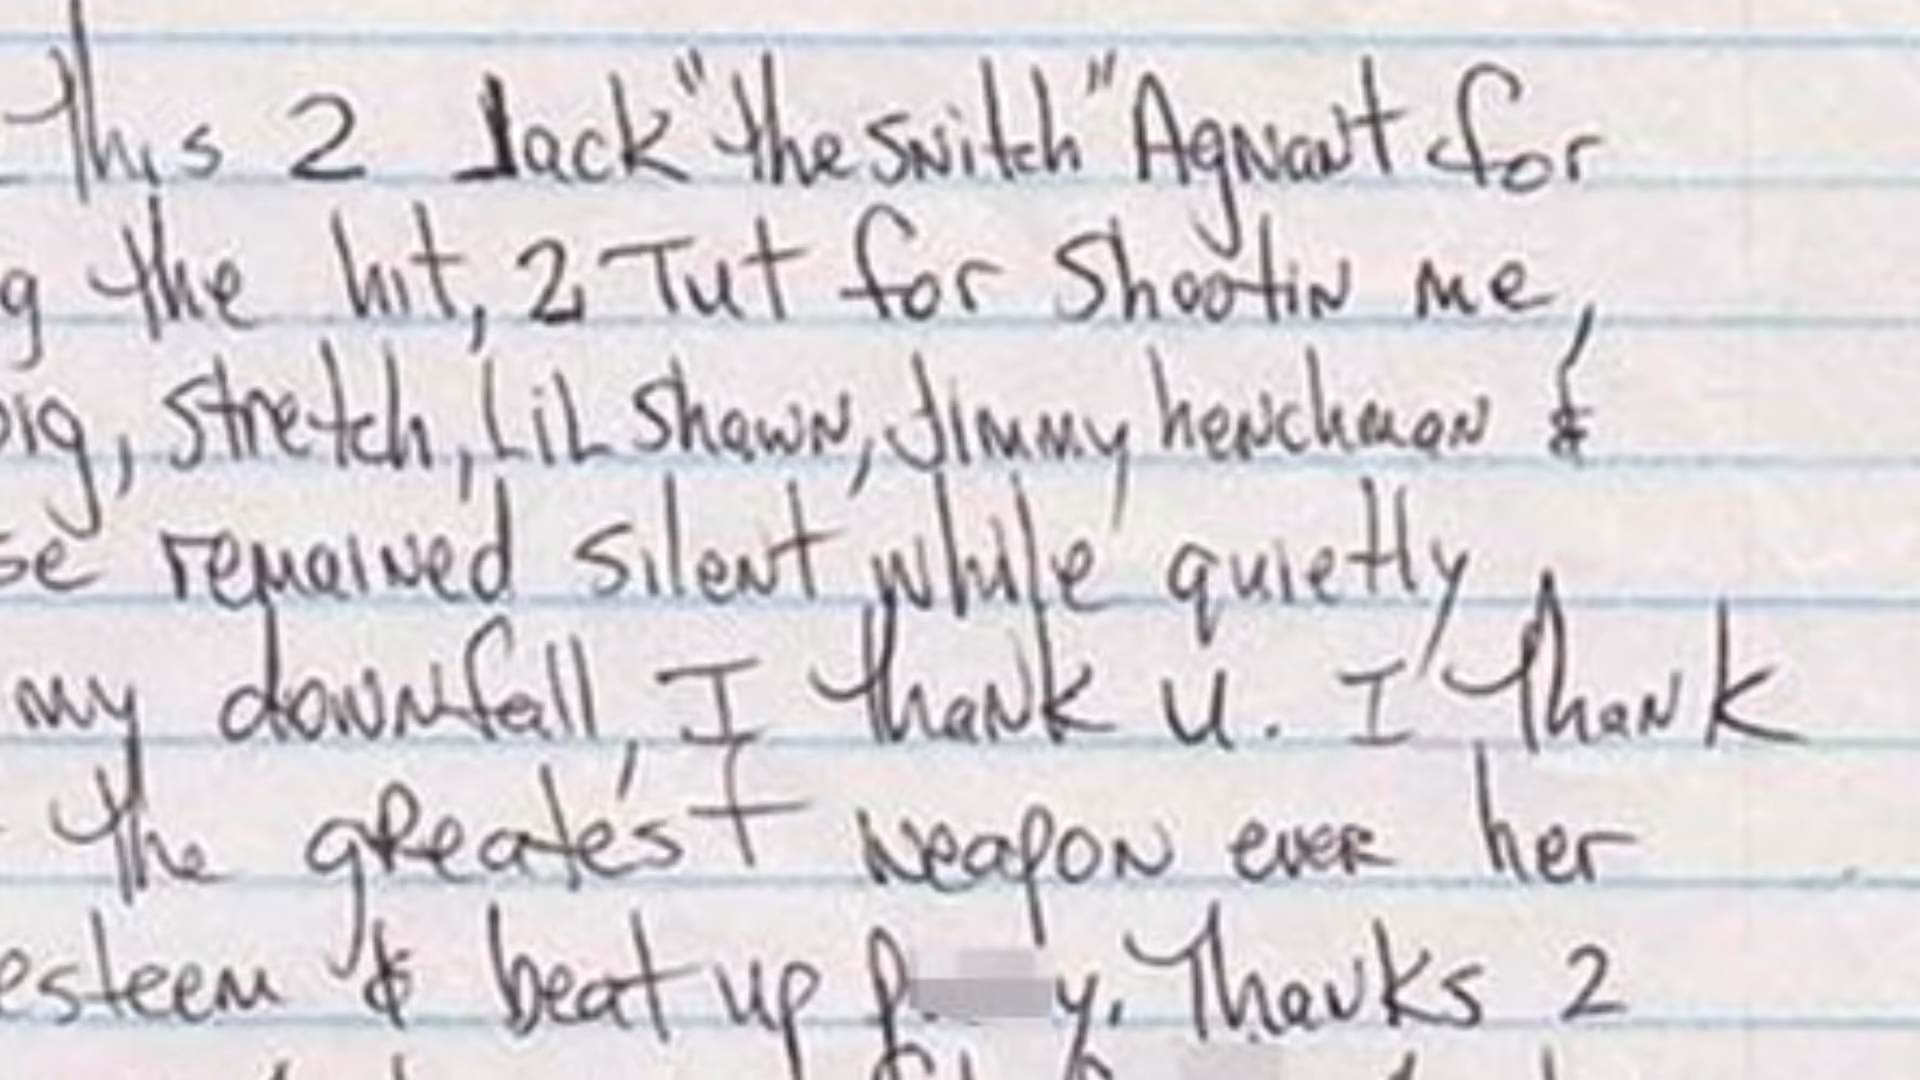 This 2 Jack "the snitch" Agnant for
g the hit, 2 Tut for shootin me,
ig, stretch, LiL Shawn, Jimmy henchman &
se remained silent while quietly
my downfall, I thank u. I thank
the greatest weapon ever her
esteem & beat up p y. Thanks 2